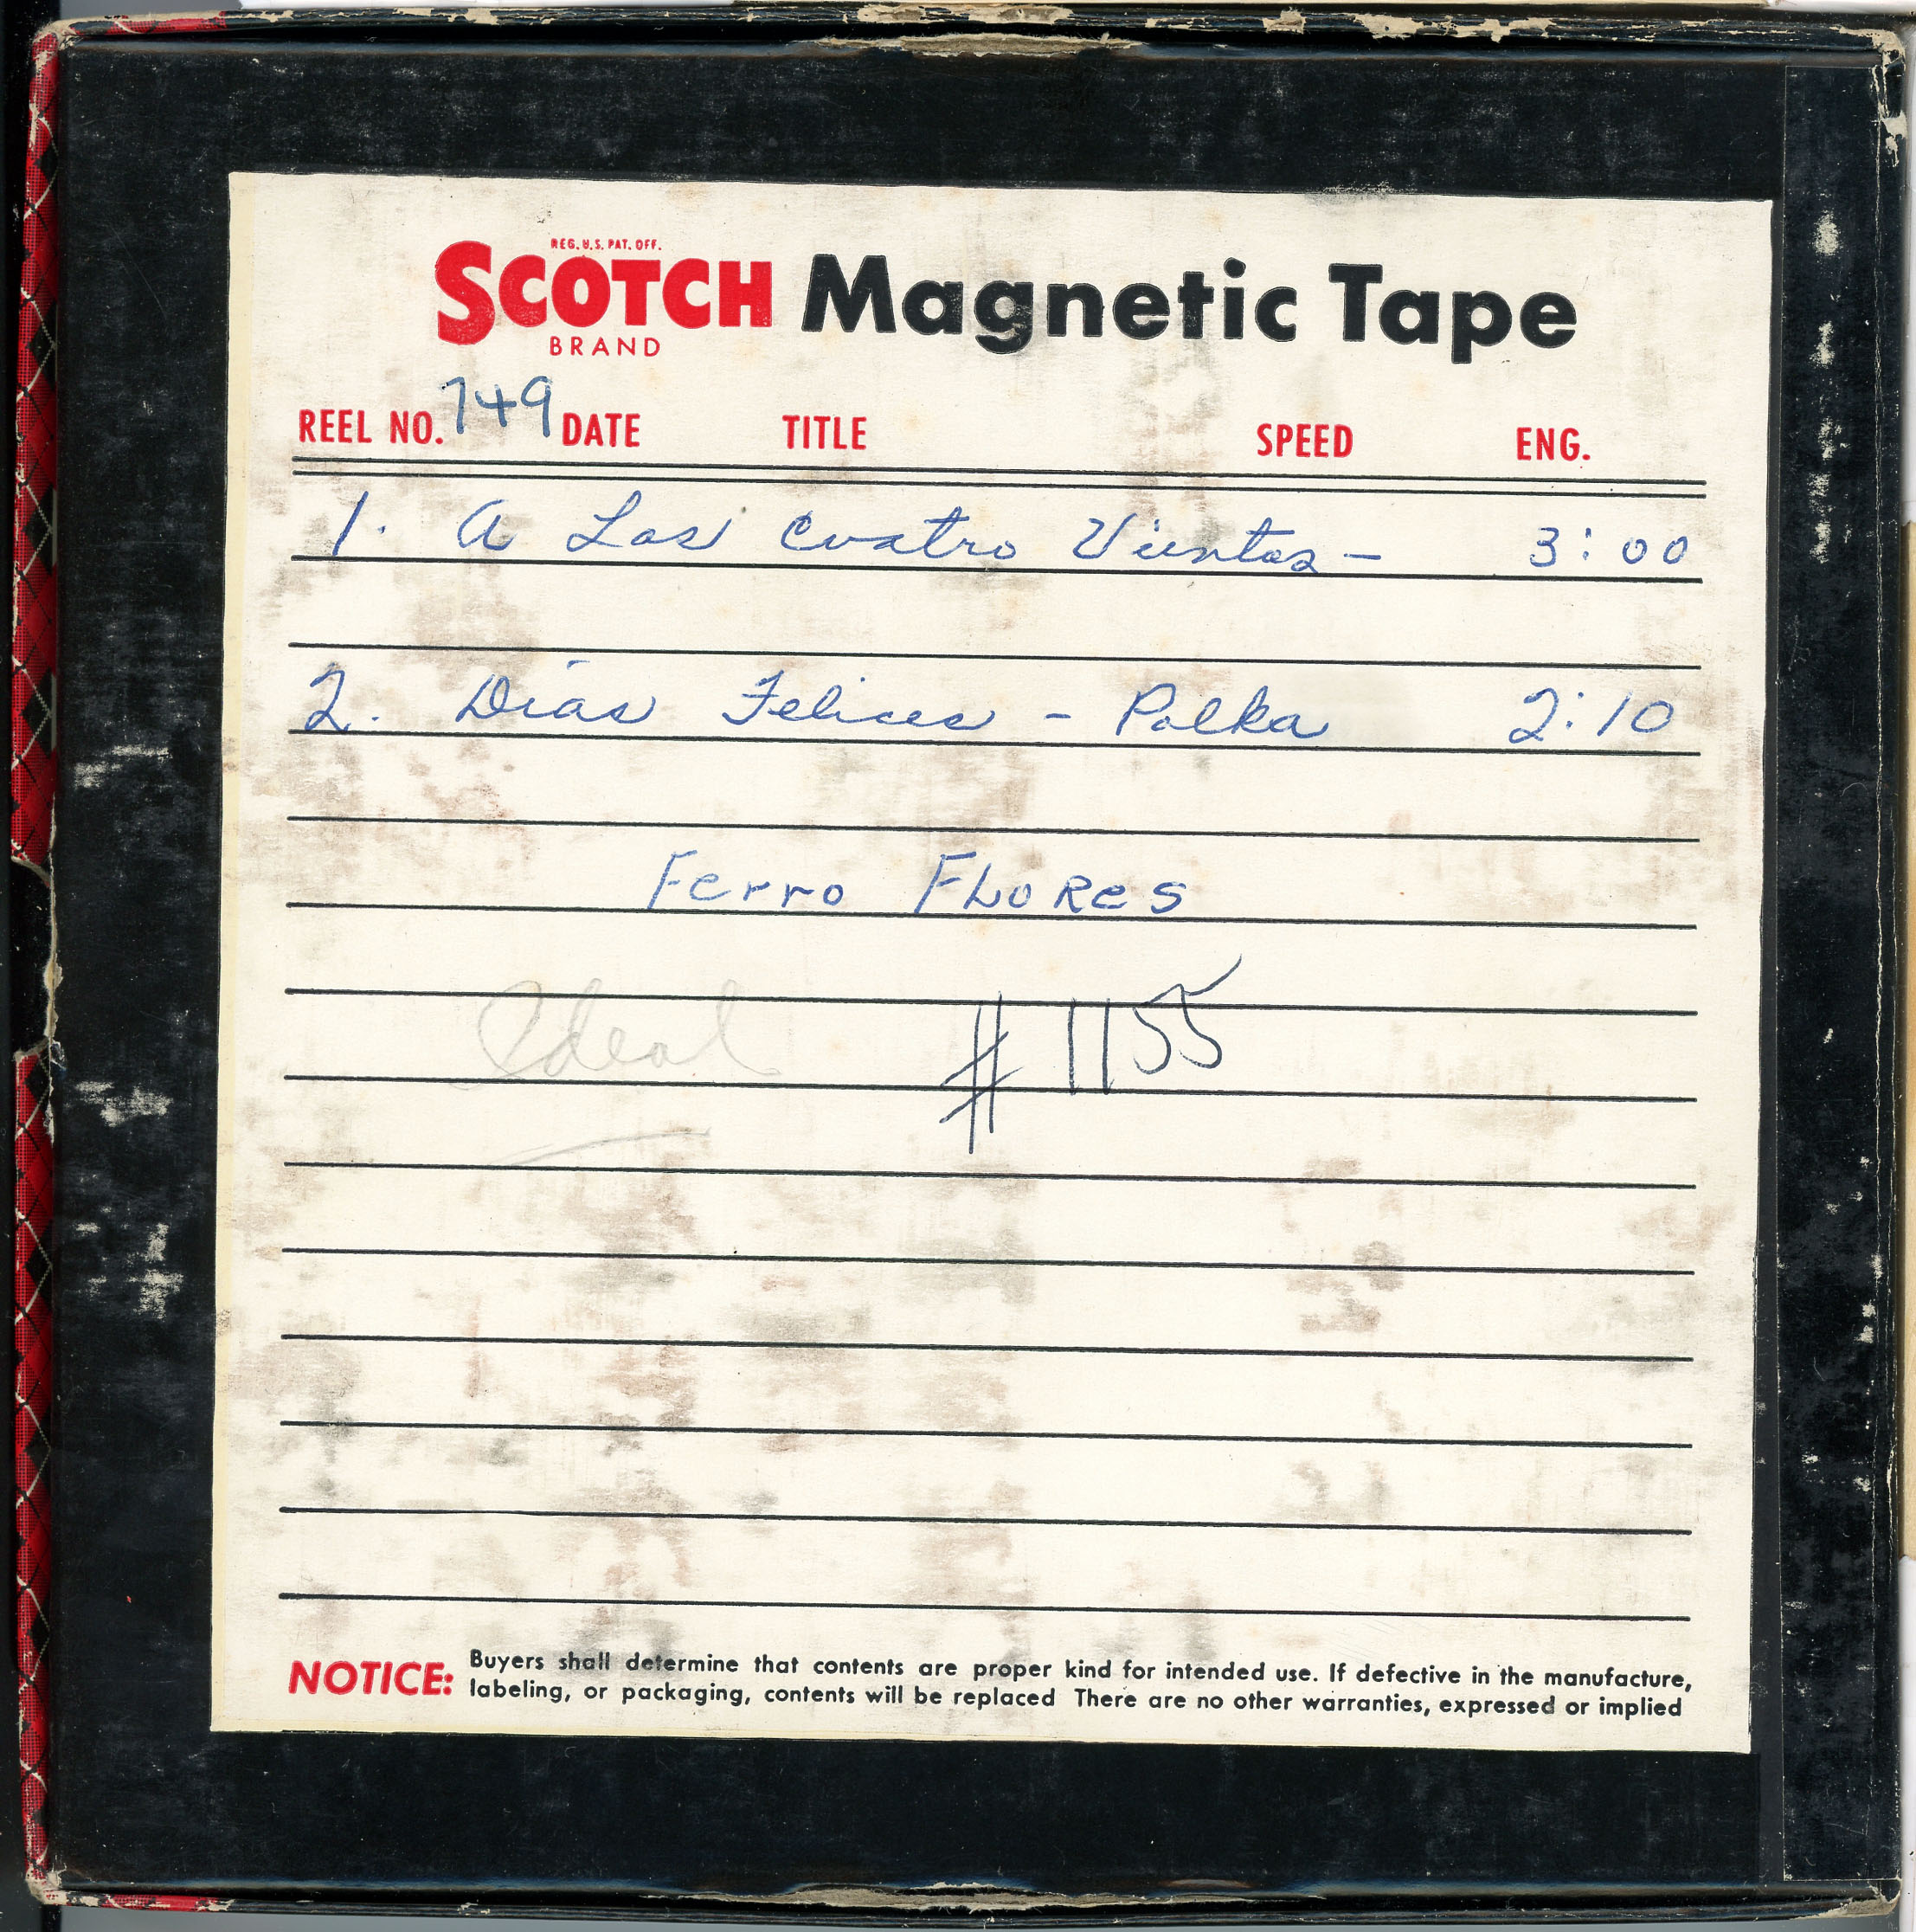 REG. U.S. PAT. OFF.
SCOTCH Magnetic Tape
BRAND
REEL NO. 749 DATE TITLE SPEED ENG.
1. A Los Cuatro Vientos - 3:00
2. Dias Felices - Polka 2:10
Ferro FLORes
Ideal # 1155
NOTICE: Buyers shall determine that contents are proper kind for intended use. If defective in the manufacture,
labeling, or packaging, contents will be replaced There are no other warranties, expressed or implied